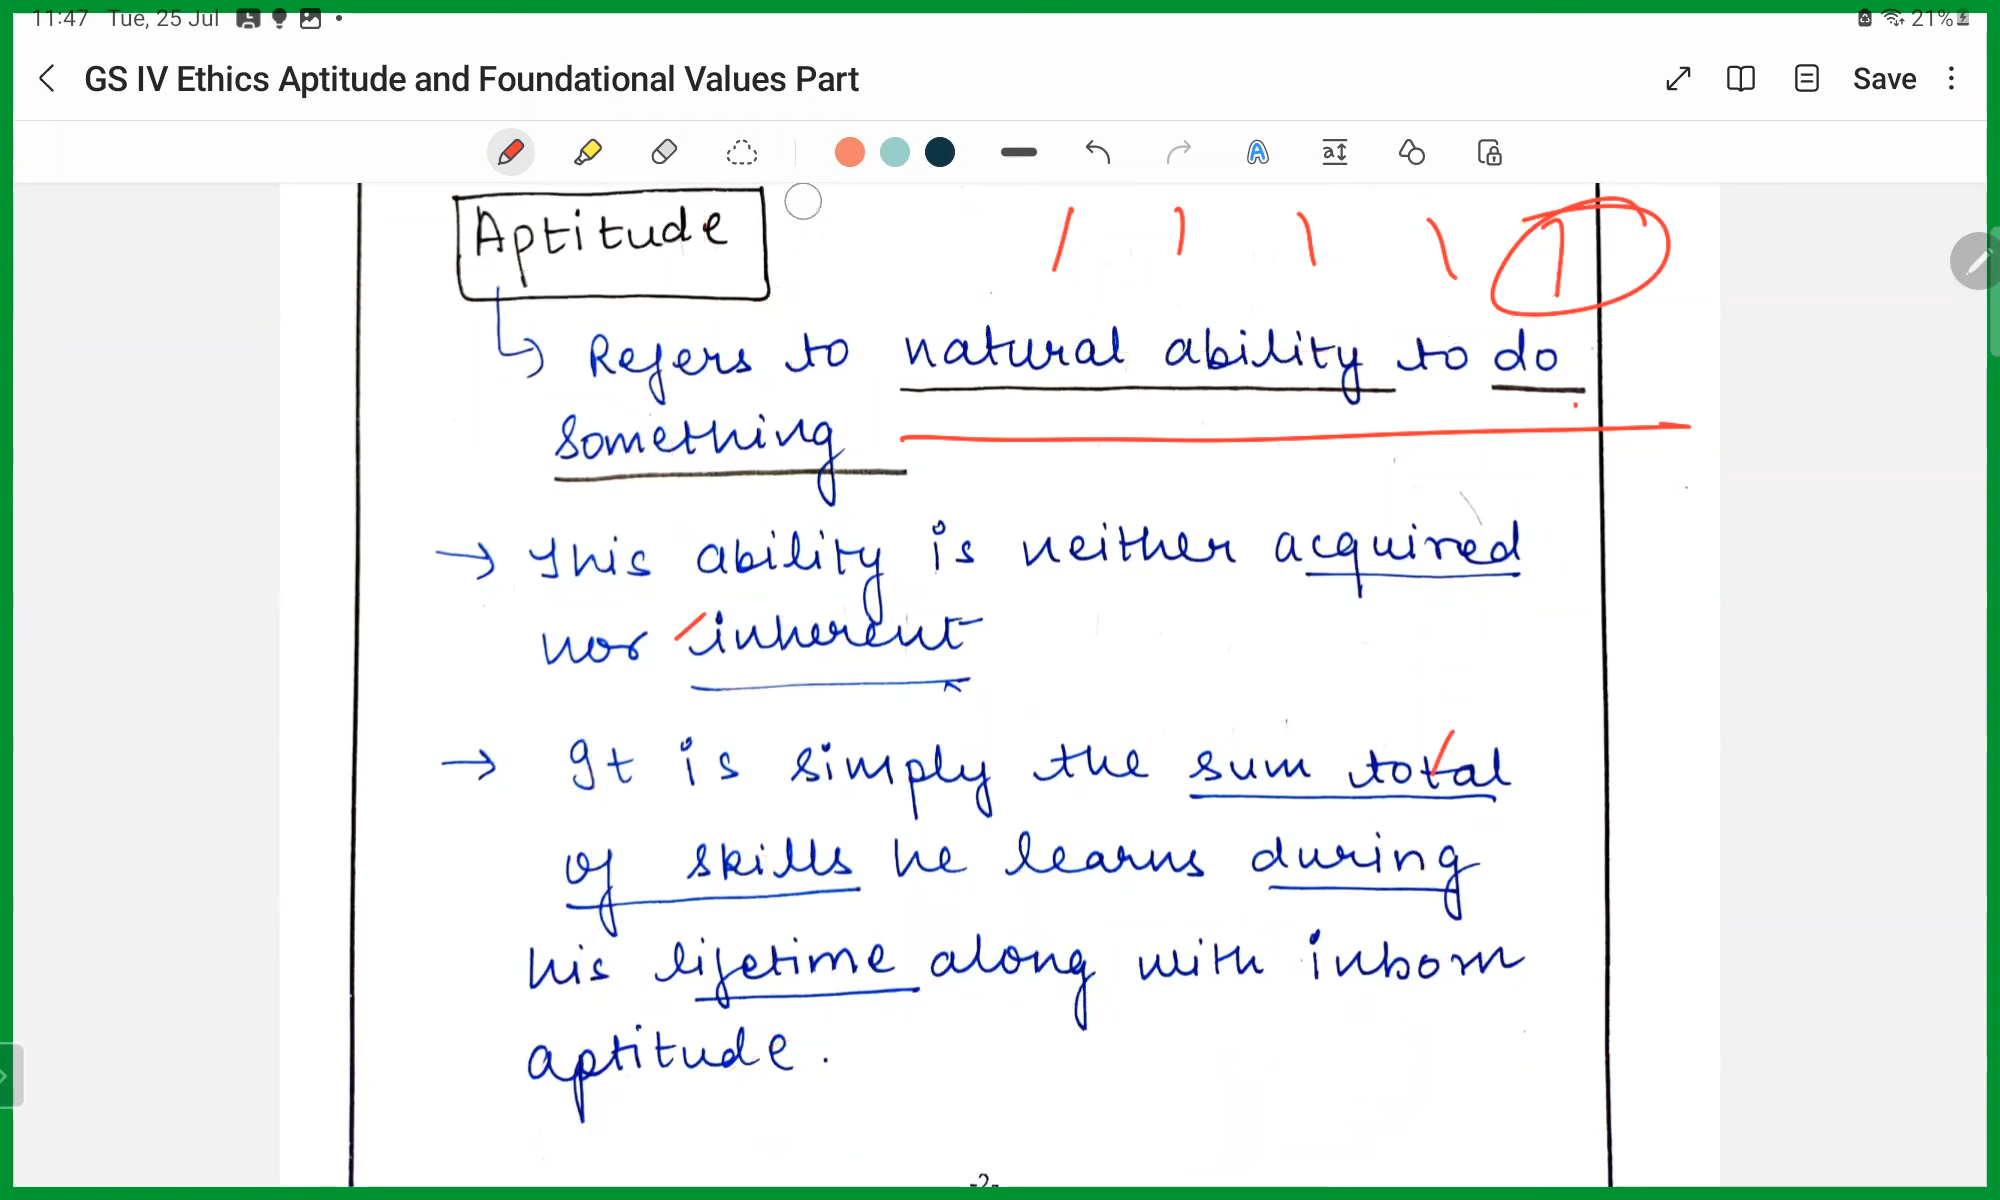 11:47 Tue, 25 Jul 21%
GS IV Ethics Aptitude and Foundational Values Part Save
Aptitude
Refers to natural ability to do
something
→ This ability is neither acquired
nor inherent
→ It is simply the sum total
of skills he learns during
his lifetime along with inborn
aptitude.
-2-